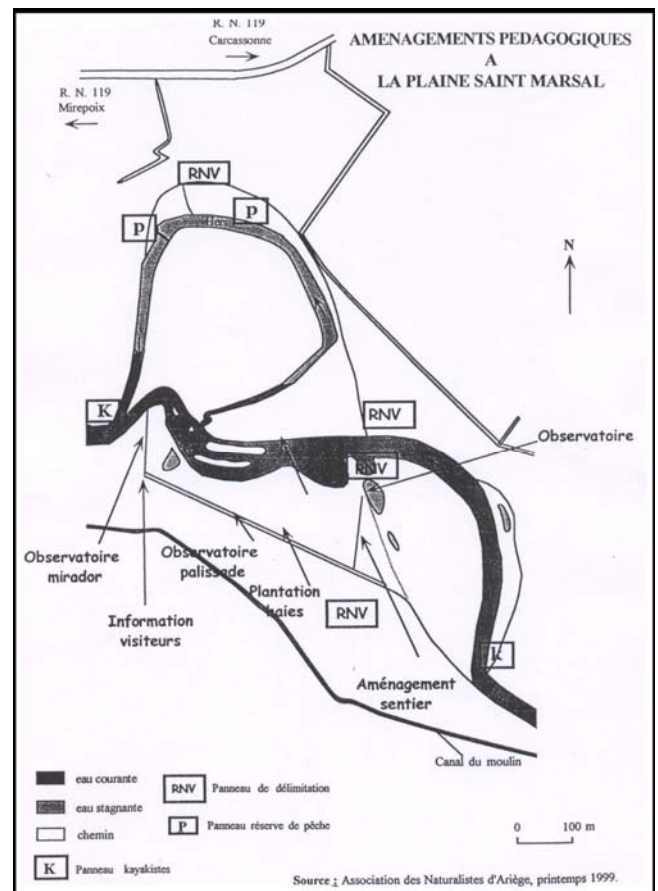 R. N. 119
Carcassonne
AMENAGEMENTS PEDAGOGIQUES
A
LA PLAINE SAINT MARSAL
R. N. 119
Mirepoix
RNV
P
P
N
K
RNV
Observatoire
RNV
Observatoire
mirador
Observatoire
palissade
Plantation
haies
Information
visiteurs
RNV
K
Aménagement
sentier
Canal du moulin
eau courante
eau stagnante
chemin
K Panneau kayakistes
RNV Panneau de délimitation
P Panneau réserve de pêche
0 100 m
Source : Association des Naturalistes d'Ariège, printemps 1999.